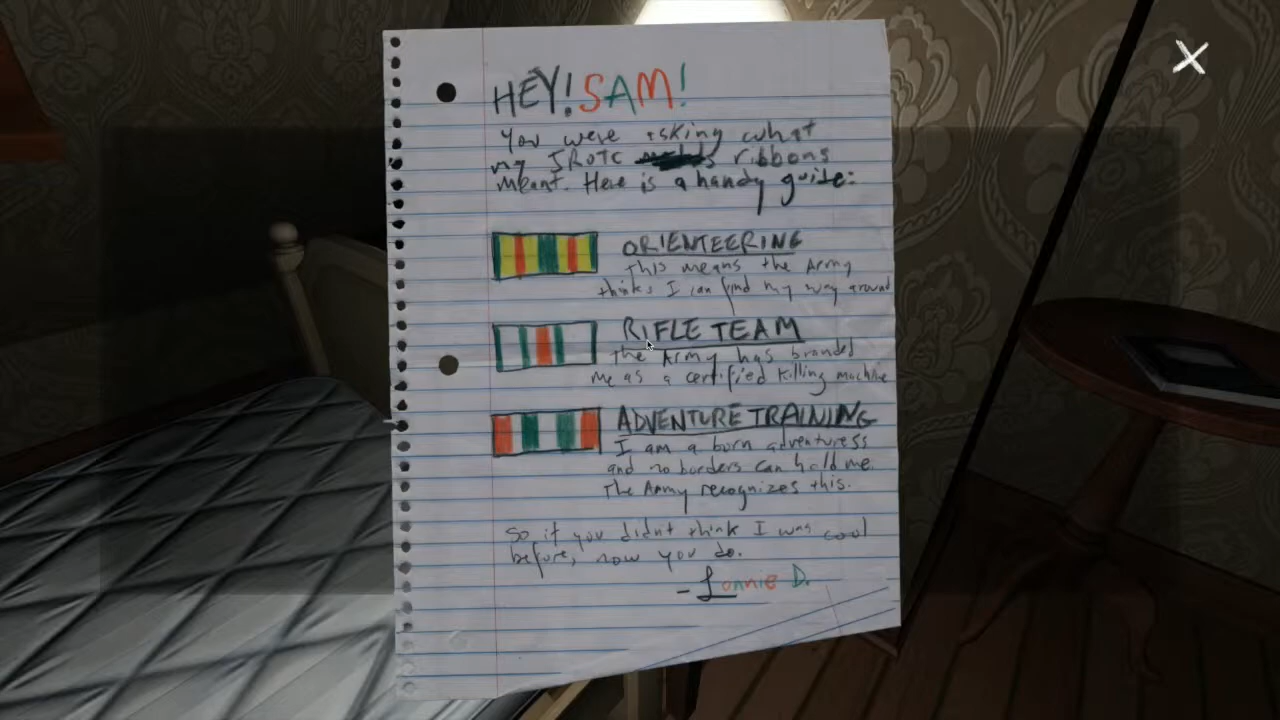 HEY! SAM!
You were asking what
my JROTC ribbons
meant. Here is a handy guide:
ORIENTEERING
This means the Army
thinks I can find my way around
RIFLE TEAM
The Army has branded
me as a certified killing machine
ADVENTURE TRAINING
I am a born adventuress
and no borders can hold me.
The Army recognizes this.
So if you didnt think I was cool
before, now you do.
- Lonnie D.